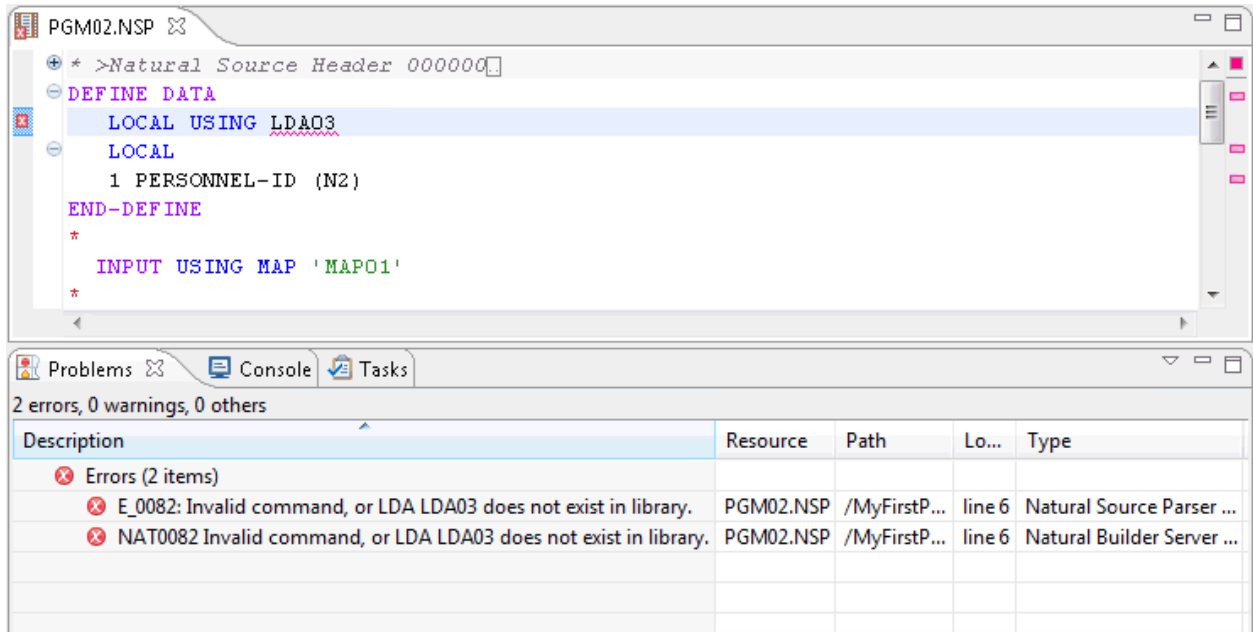 PGM02.NSP
* >Natural Source Header 000000
DEFINE DATA
LOCAL USING LDA03
LOCAL
1 PERSONNEL-ID (N2)
END-DEFINE
*
INPUT USING MAP 'MAP01'
*
Problems Console Tasks
2 errors, 0 warnings, 0 others
Description Resource Path Lo... Type
Errors (2 items)
E_0082: Invalid command, or LDA LDA03 does not exist in library. PGM02.NSP /MyFirstP... line 6 Natural Source Parser ...
NAT0082 Invalid command, or LDA LDA03 does not exist in library. PGM02.NSP /MyFirstP... line 6 Natural Builder Server ...